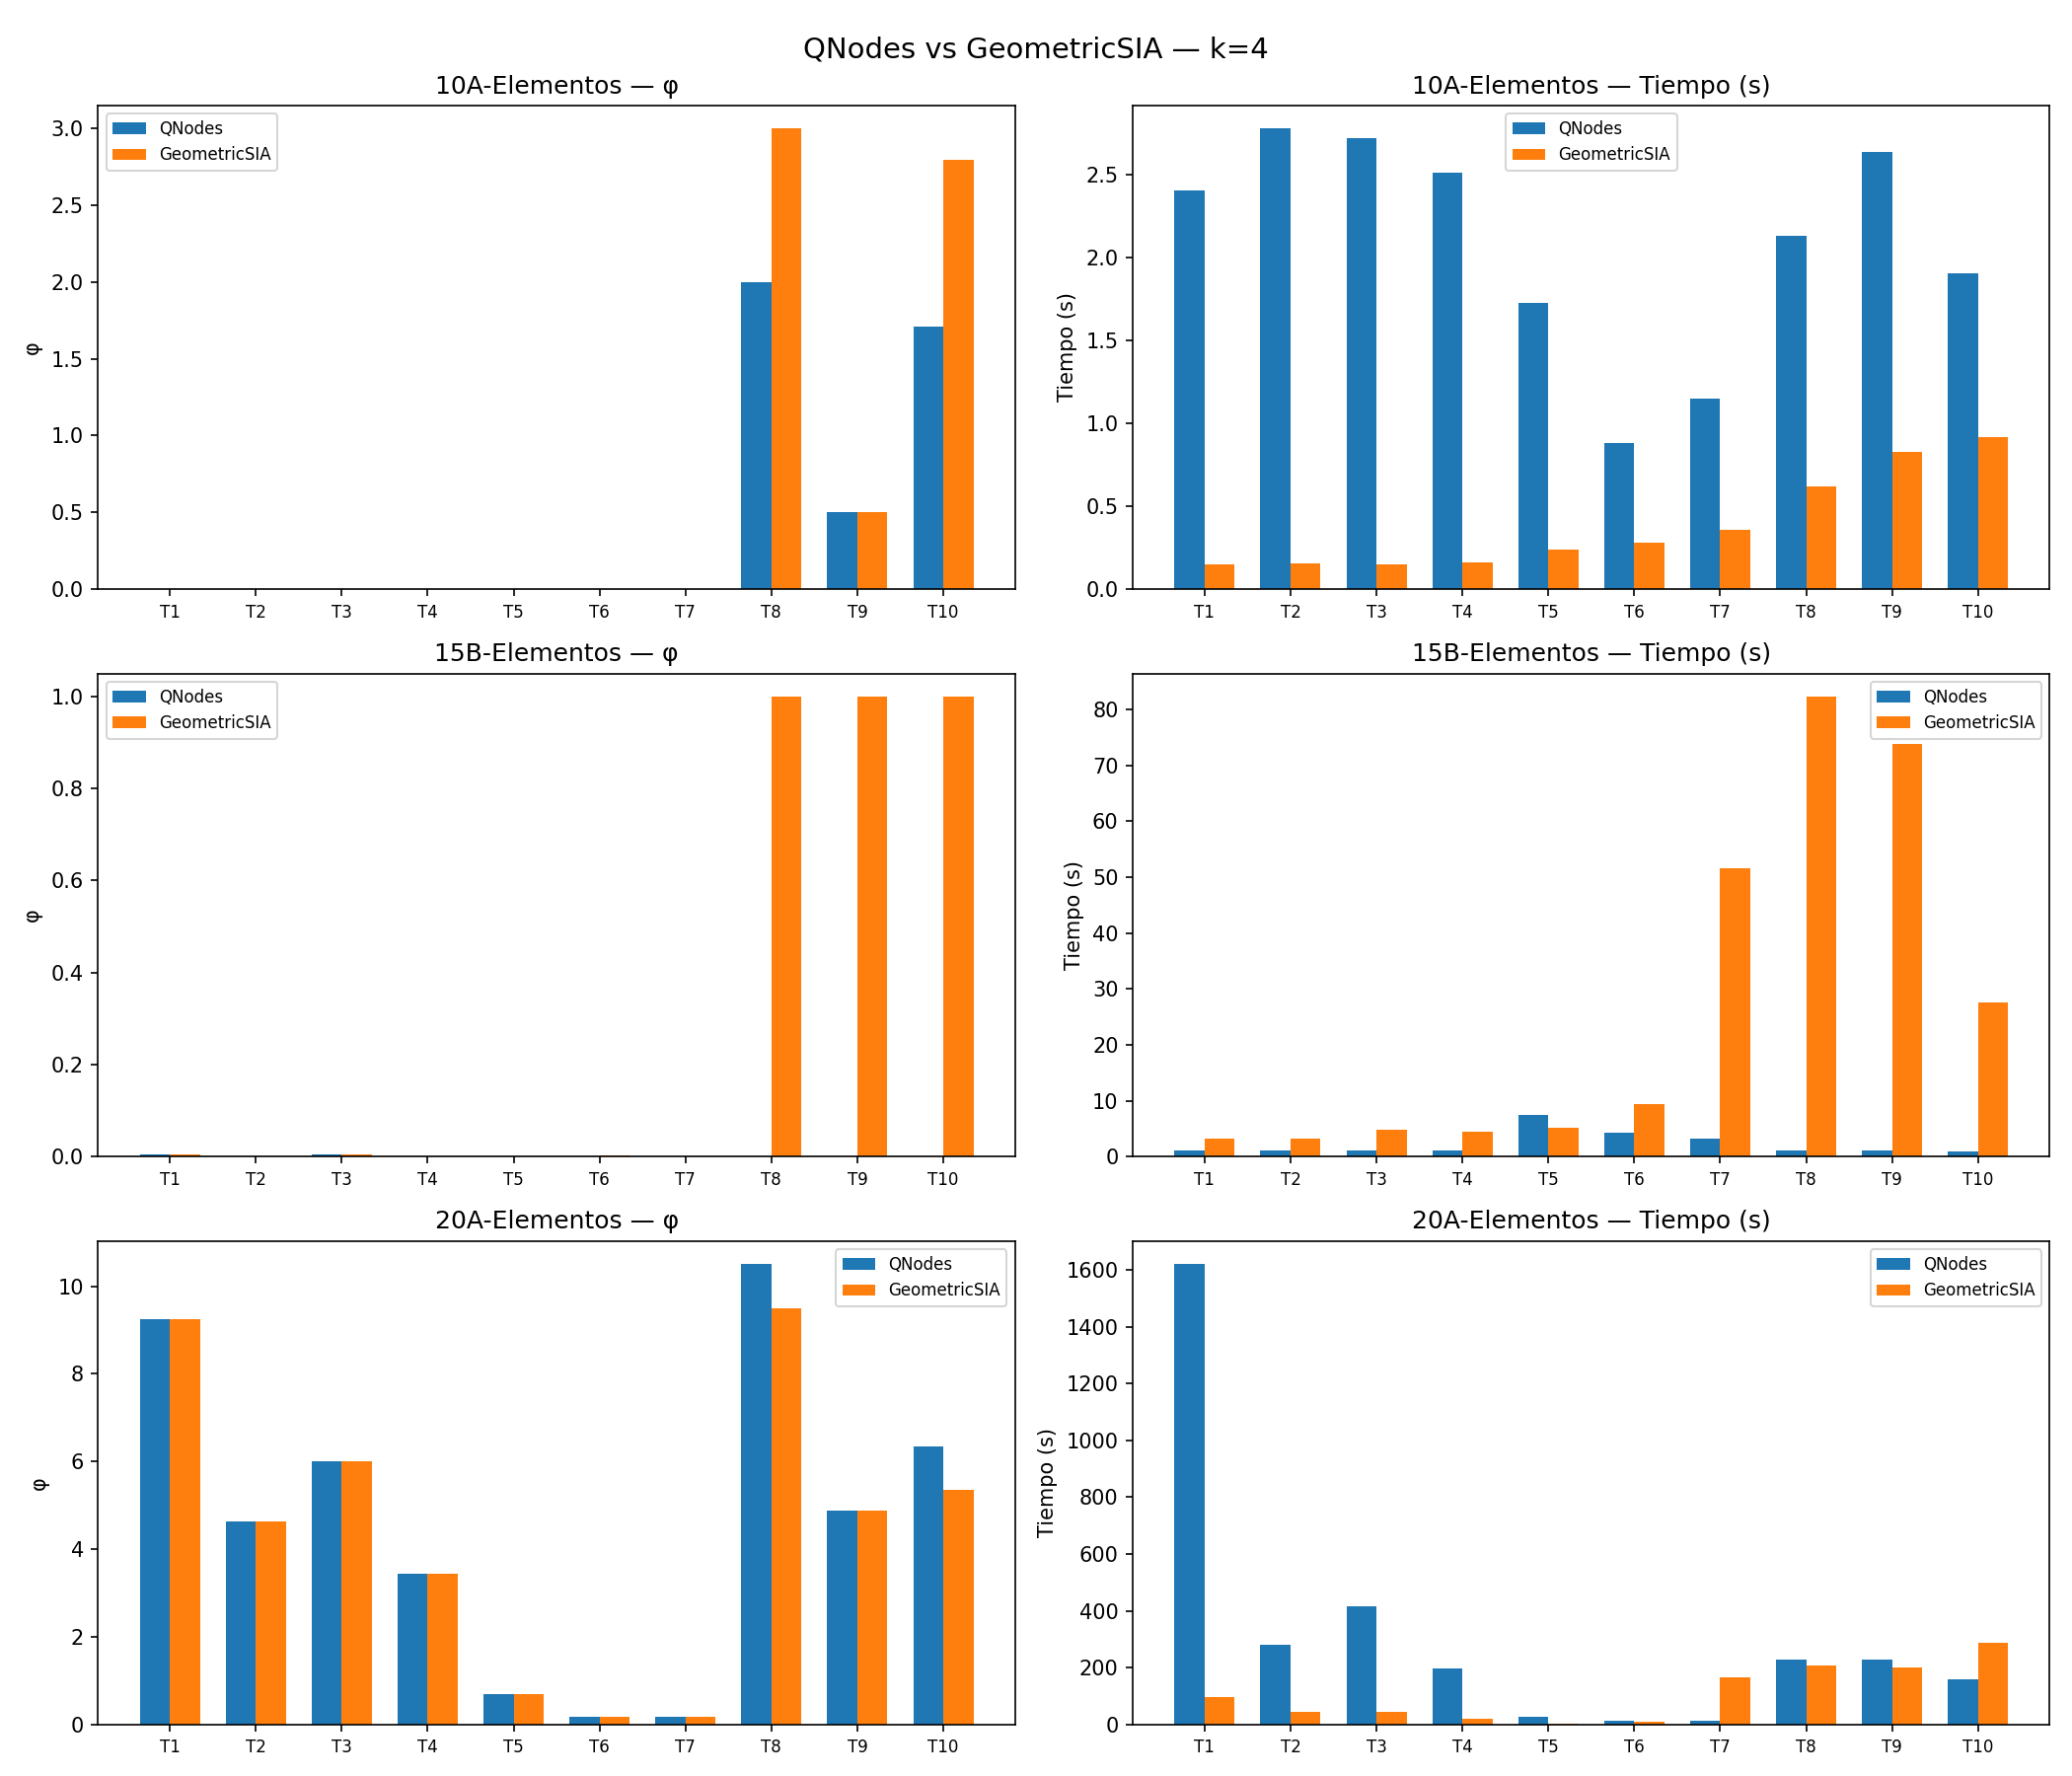 QNodes vs GeometricSIA — k=4
10A-Elementos — φ
QNodes
GeometricSIA
φ
3.0
2.5
2.0
1.5
1.0
0.5
0.0
T1 T2 T3 T4 T5 T6 T7 T8 T9 T10
10A-Elementos — Tiempo (s)
QNodes
GeometricSIA
Tiempo (s)
2.5
2.0
1.5
1.0
0.5
0.0
T1 T2 T3 T4 T5 T6 T7 T8 T9 T10
15B-Elementos — φ
QNodes
GeometricSIA
φ
1.0
0.8
0.6
0.4
0.2
0.0
T1 T2 T3 T4 T5 T6 T7 T8 T9 T10
15B-Elementos — Tiempo (s)
QNodes
GeometricSIA
Tiempo (s)
80
70
60
50
40
30
20
10
0
T1 T2 T3 T4 T5 T6 T7 T8 T9 T10
20A-Elementos — φ
QNodes
GeometricSIA
φ
10
8
6
4
2
0
T1 T2 T3 T4 T5 T6 T7 T8 T9 T10
20A-Elementos — Tiempo (s)
QNodes
GeometricSIA
Tiempo (s)
1600
1400
1200
1000
800
600
400
200
0
T1 T2 T3 T4 T5 T6 T7 T8 T9 T10